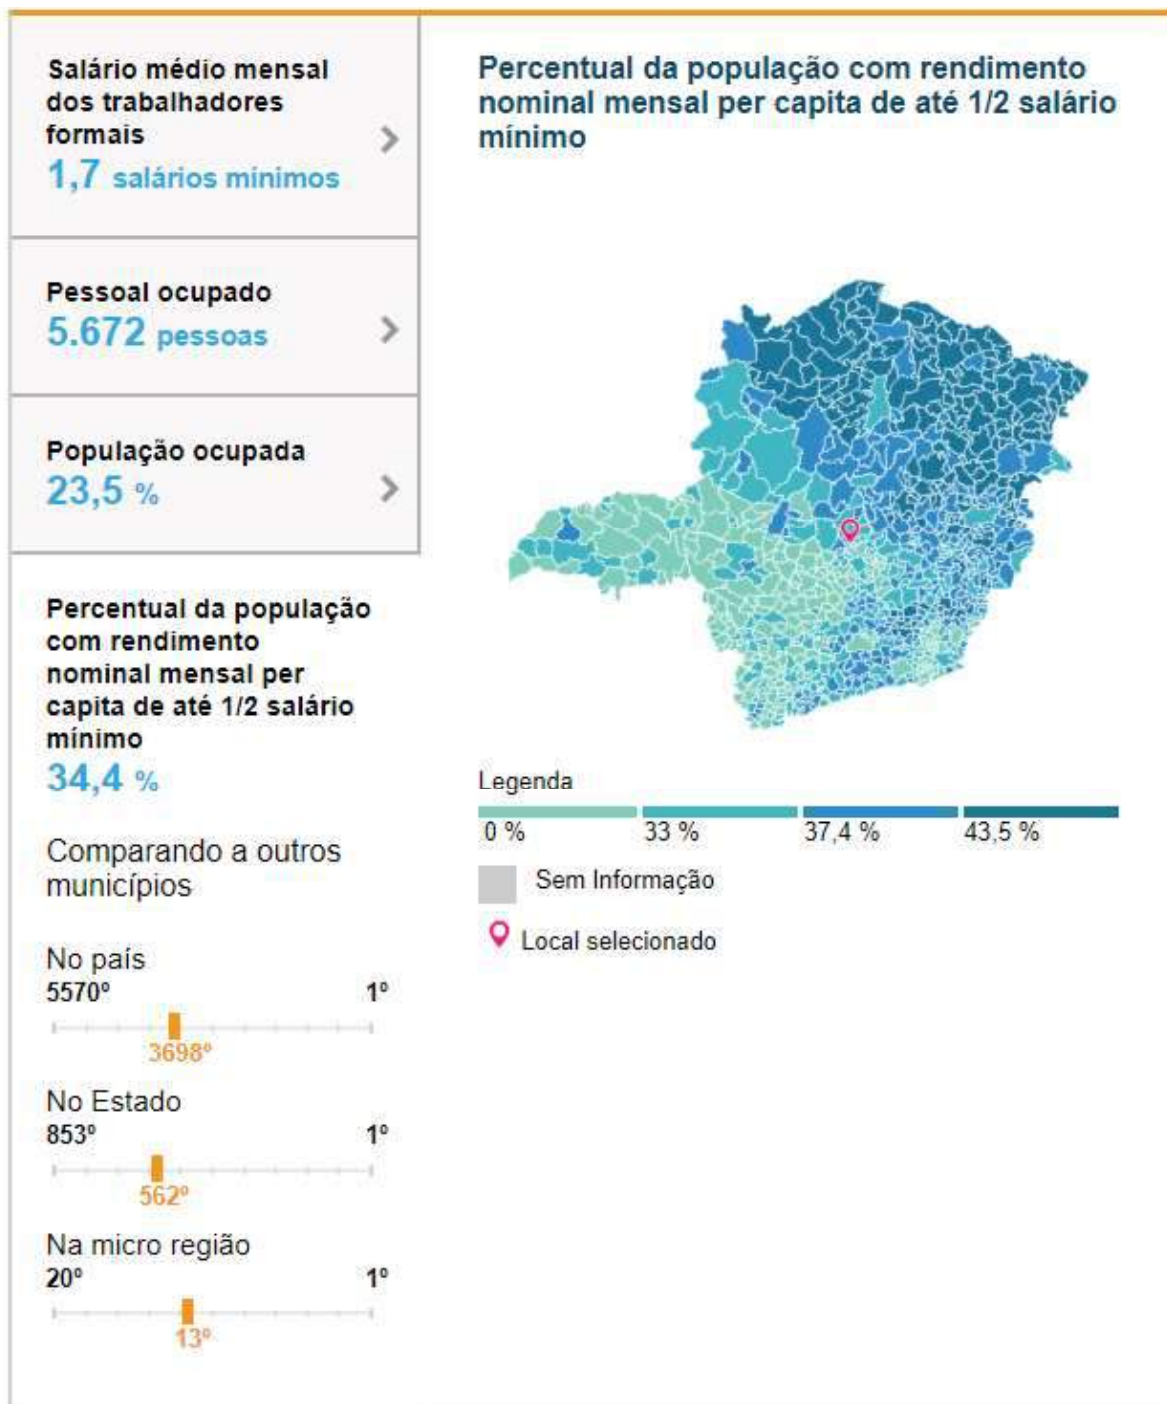 Salário médio mensal
dos trabalhadores
formais
1,7 salários mínimos
Pessoal ocupado
5.672 pessoas
População ocupada
23,5 %
Percentual da população
com rendimento
nominal mensal per
capita de até 1/2 salário
mínimo
34,4 %
Comparando a outros
municípios
No país
5570º 1º
3698º
No Estado
853º 1º
562º
Na micro região
20º 1º
13º
Percentual da população com rendimento
nominal mensal per capita de até 1/2 salário
mínimo
Legenda
0 % 33 % 37,4 % 43,5 %
Sem Informação
Local selecionado